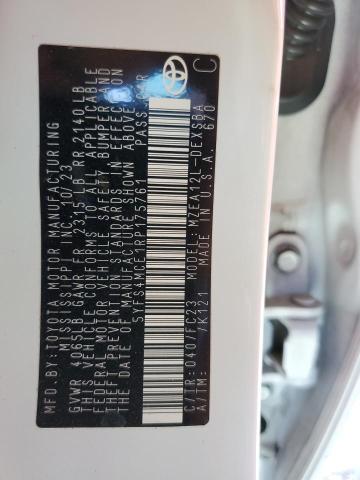 MFD.BY: TOYOTA MOTOR MANUFACTURING
MISSISSIPPI INC. 10/23
GVWR 4065LB GAWR FR 2315LB RR 2140LB
THIS VEHICLE CONFORMS TO ALL APPLICABLE
FEDERAL MOTOR VEHICLE SAFETY, BUMPER, AND
THEFT PREVENTION STANDARDS IN EFFECT ON
THE DATE OF MANUFACTURE SHOWN ABOVE.
PASS
C/TR: 040/FC23 MODEL: MZEA12L-DEXSBA
A/TM: /K121 MADE IN U.S.A. 670
C